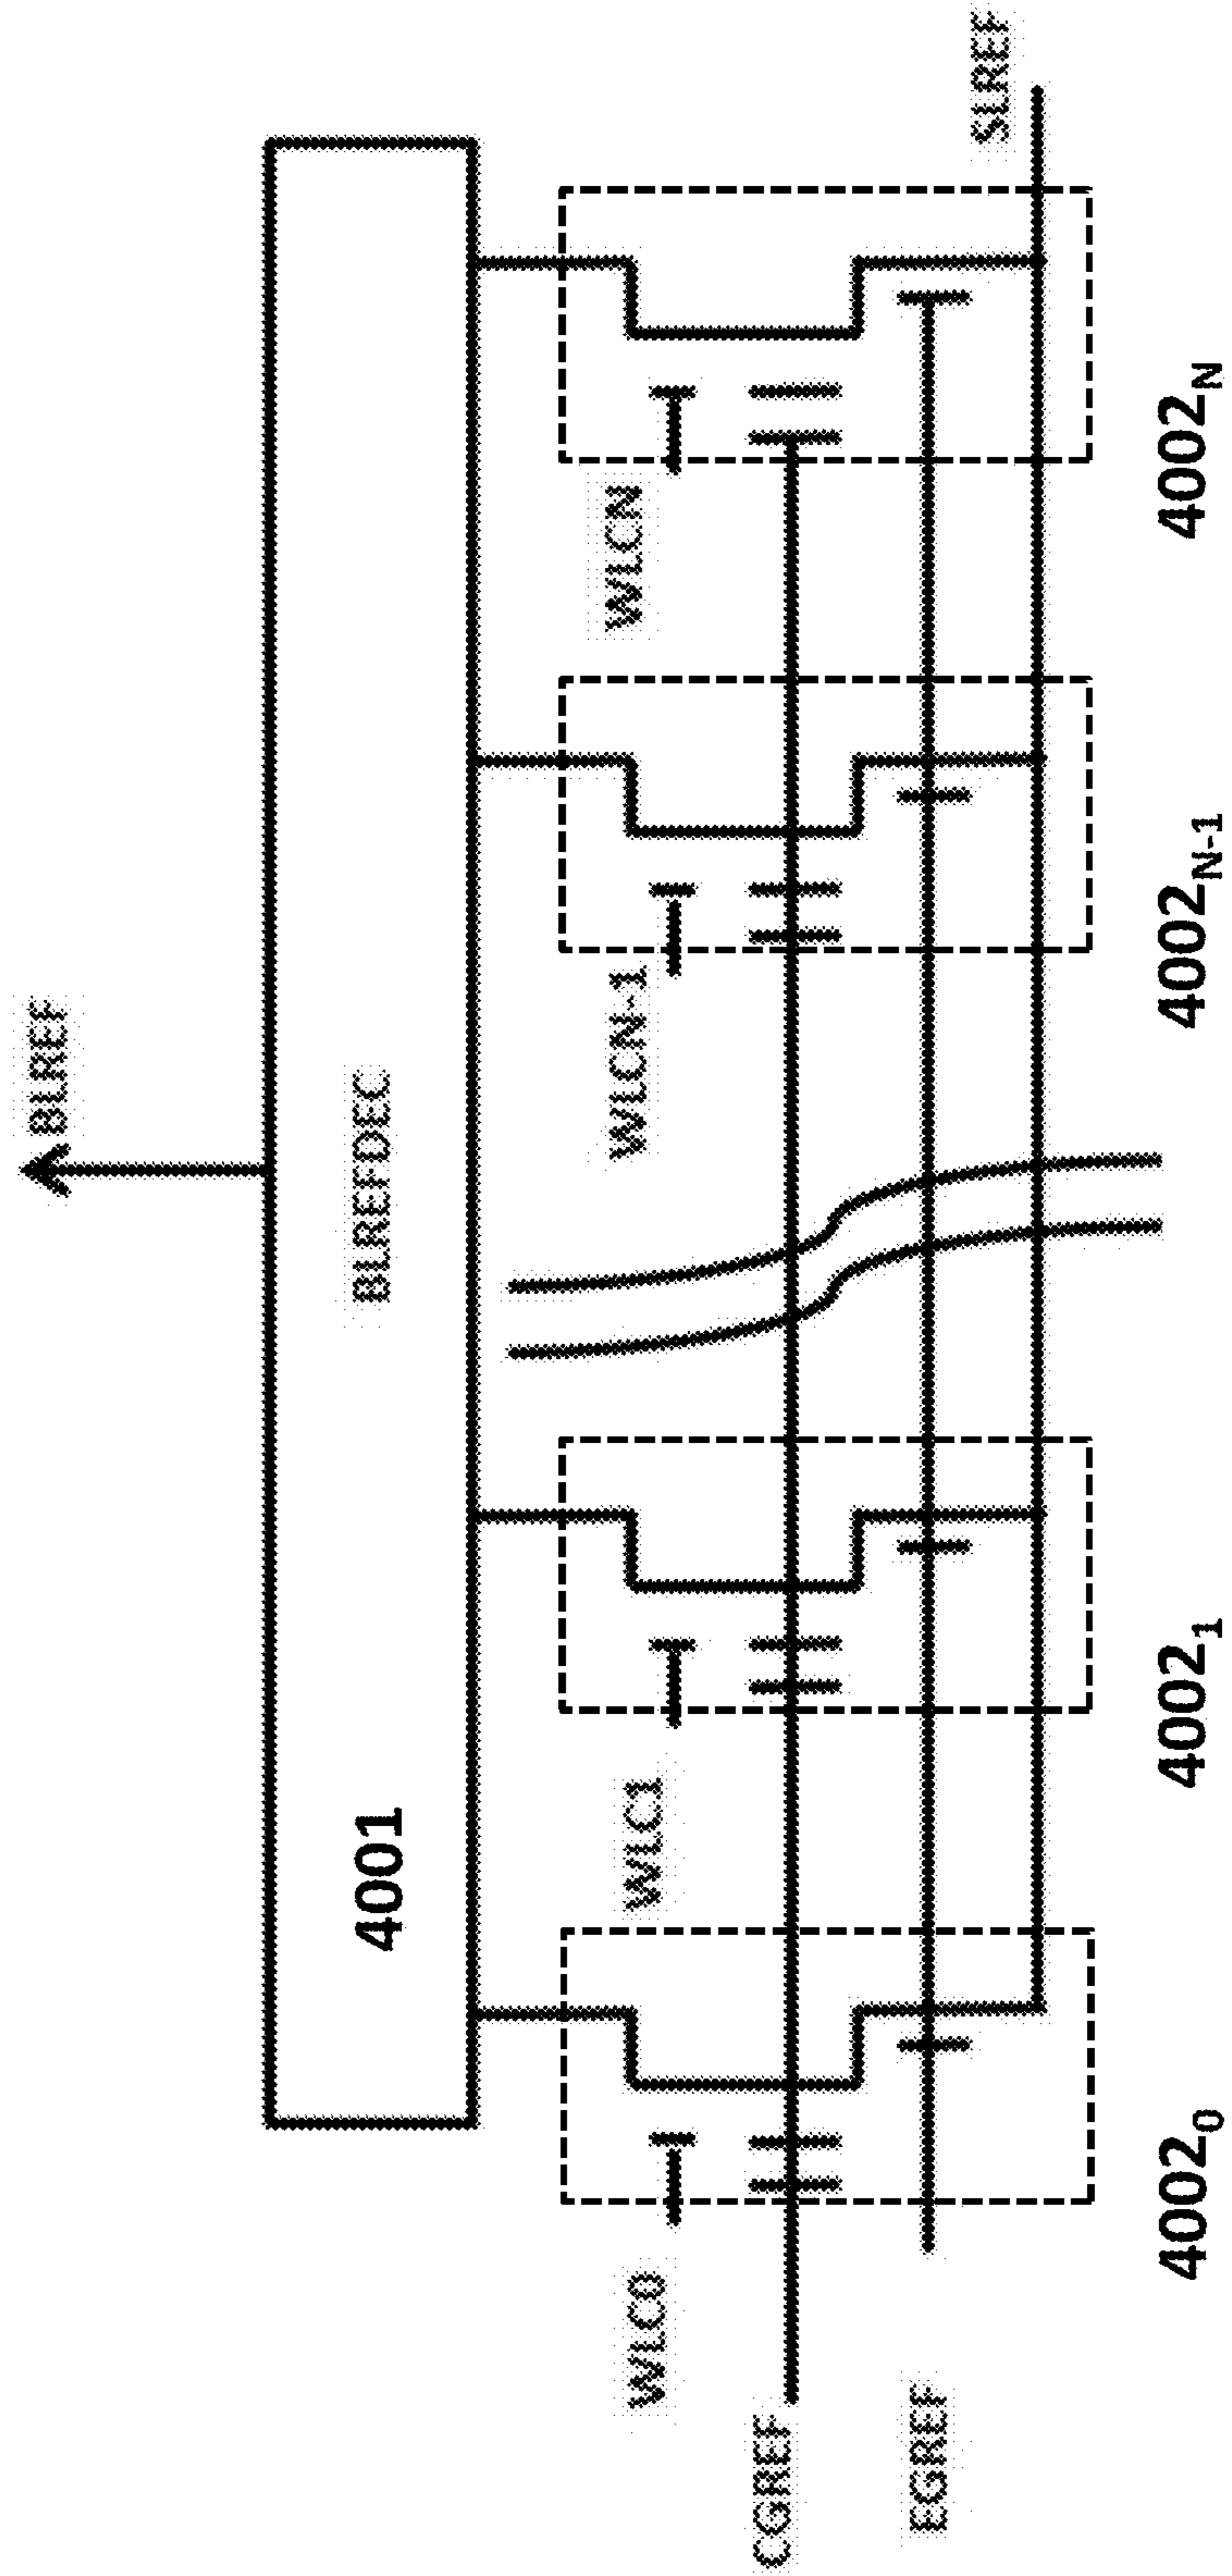 BLREF
4001 BLREFDEC
WLC0 WLC1 WLCN-1 WLCN
CGREF
EGREF SLREF
4002₀ 4002₁ 4002N-1 4002N